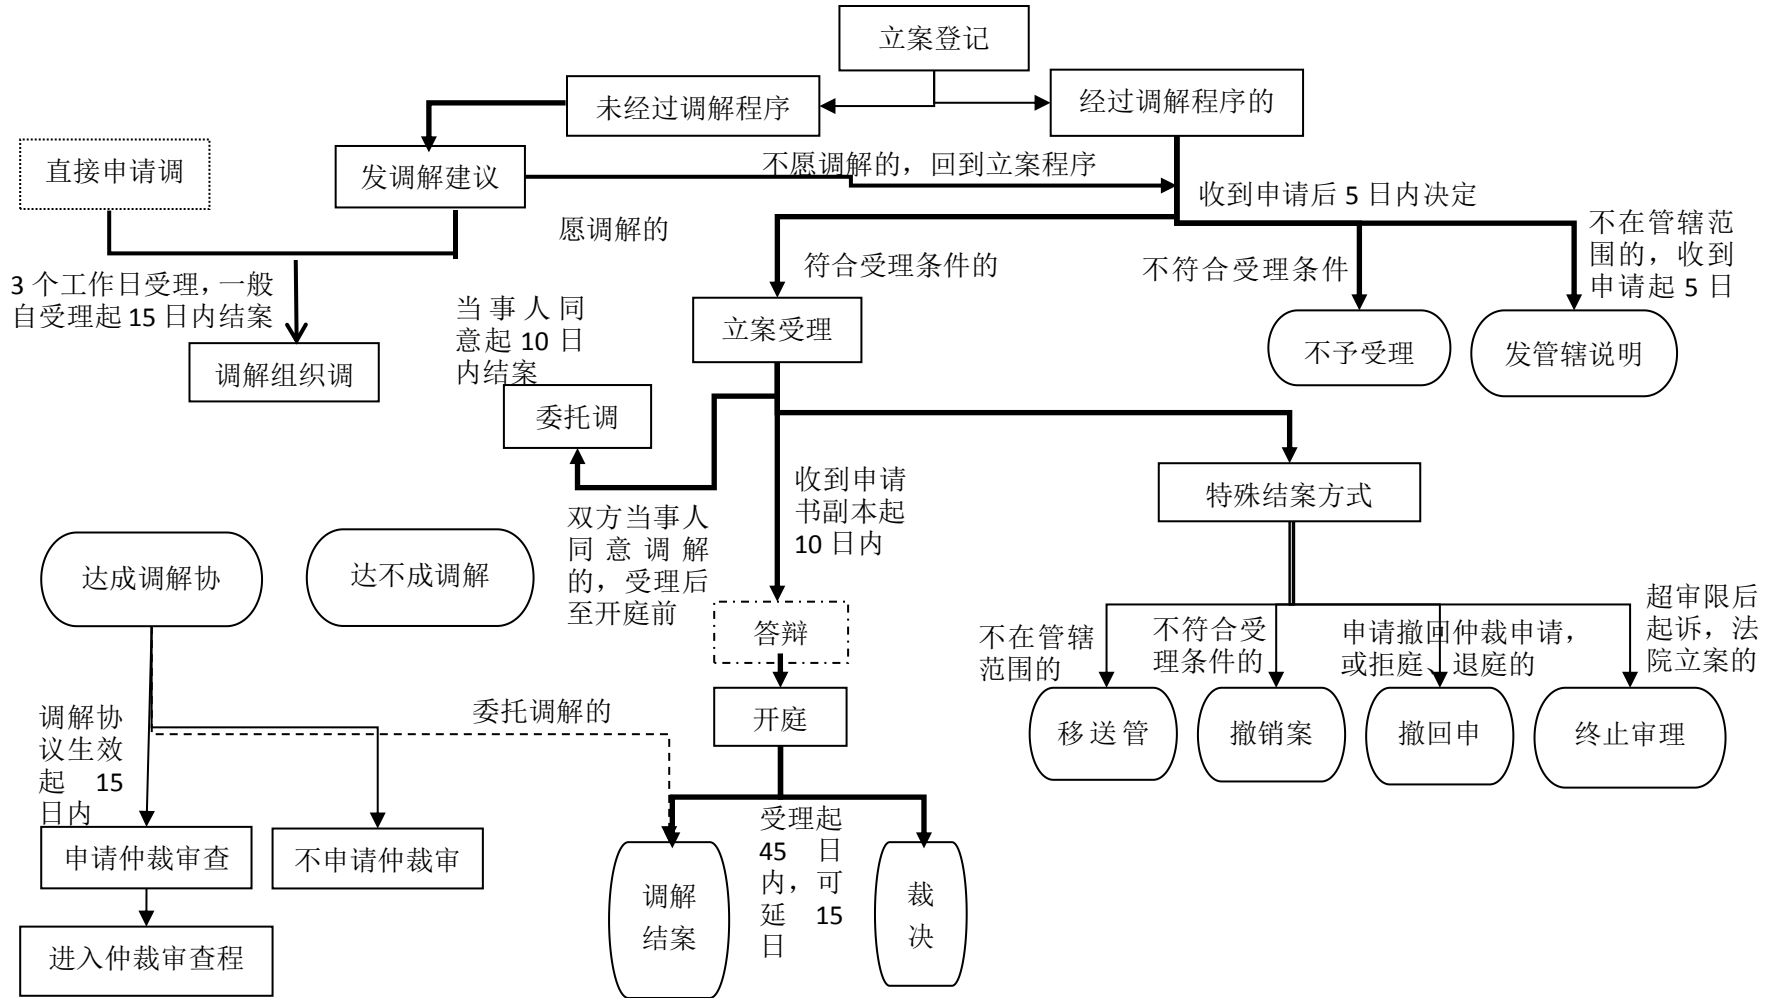 立案登记
未经过调解程序
经过调解程序的
直接申请调
发调解建议
不愿调解的，回到立案程序
收到申请后 5 日内决定
不在管辖范
围的，收到
申请起 5 日
愿调解的
符合受理条件的
不符合受理条件
3 个工作日受理，一般
自受理起 15 日内结案
当事人同
意起 10 日
内结案
立案受理
不予受理
发管辖说明
调解组织调
委托调
收到申请
书副本起
10 日内
特殊结案方式
双方当事人
同意调解
的，受理后
至开庭前
达成调解协
达不成调解
答辩
不在管辖
范围的
不符合受
理条件的
申请撤回仲裁申请，
或拒庭、退庭的
超审限后
起诉，法
院立案的
调解协
议生效
起 15
日内
委托调解的
开庭
移送管
撤销案
撤回申
终止审理
受理起
45 日
内，可
延 15
日
申请仲裁审查
不申请仲裁审
调解
结案
裁
决
进入仲裁审查程